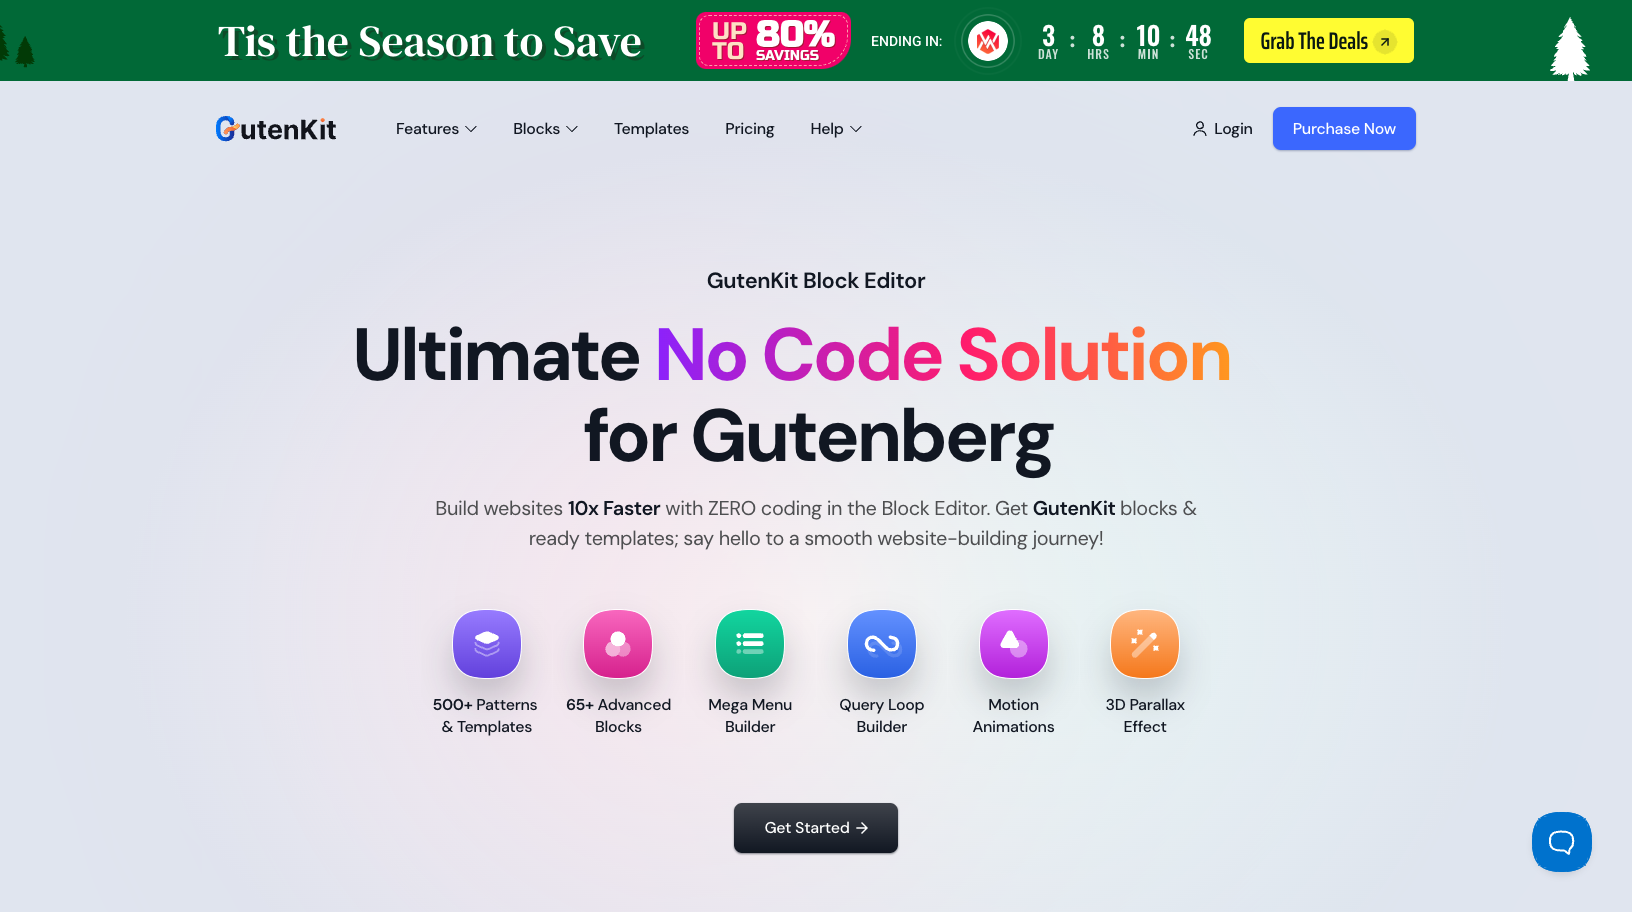 Tis the Season to Save
UP TO 80% SAVINGS
ENDING IN:
3 : 8 : 10 : 48
DAY HRS MIN SEC
Grab The Deals
GutenKit
Features
Blocks
Templates
Pricing
Help
Login
Purchase Now
GutenKit Block Editor
Ultimate No Code Solution
for Gutenberg
Build websites 10x Faster with ZERO coding in the Block Editor. Get GutenKit blocks &
ready templates; say hello to a smooth website-building journey!
500+ Patterns
& Templates
65+ Advanced
Blocks
Mega Menu
Builder
Query Loop
Builder
Motion
Animations
3D Parallax
Effect
Get Started